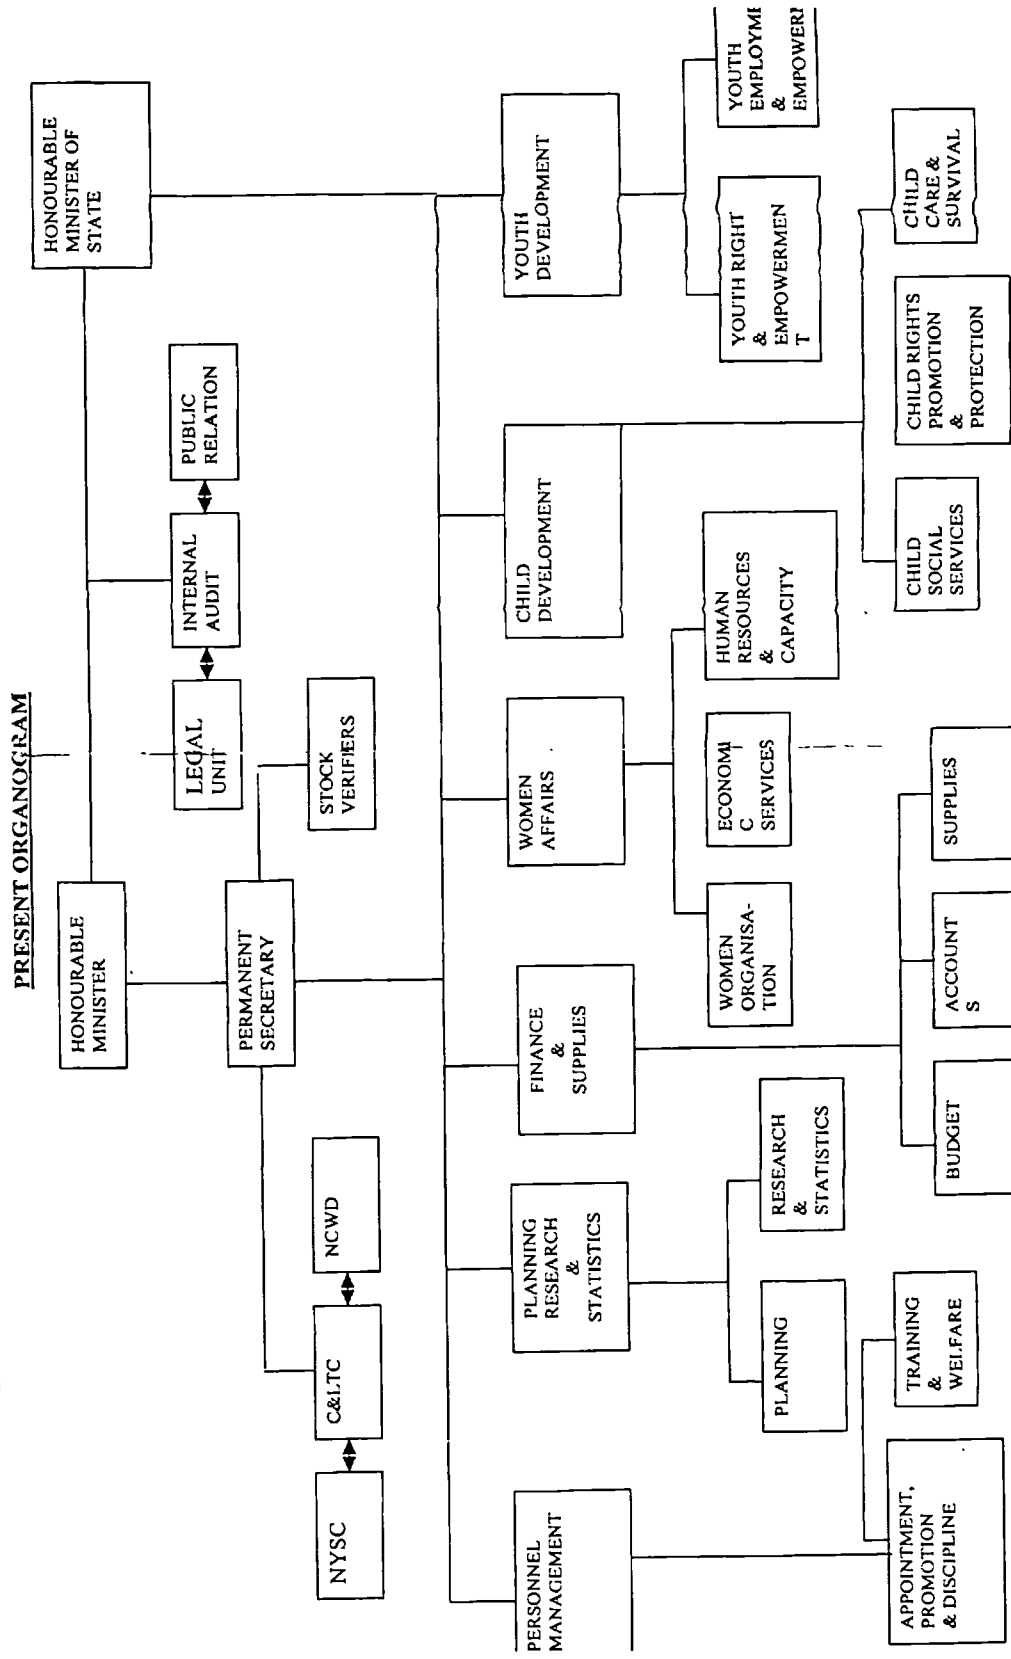 PRESENT ORGANOGRAM
HONOURABLE
MINISTER
HONOURABLE
MINISTER OF
STATE
LEGAL
UNIT
INTERNAL
AUDIT
PUBLIC
RELATION
PERMANENT
SECRETARY
STOCK
VERIFIERS
NYSC
C&LTC
NCWD
PERSONNEL
MANAGEMENT
PLANNING
RESEARCH
&
STATISTICS
FINANCE
&
SUPPLIES
WOMEN
AFFAIRS
CHILD
DEVELOPMENT
YOUTH
DEVELOPMENT
WOMEN
ORGANISA-
TION
ECONOMI
C
SERVICES
HUMAN
RESOURCES
&
CAPACITY
YOUTH RIGHT
&
EMPOWERMEN
T
YOUTH
EMPLOYME
&
EMPOWERM
PLANNING
RESEARCH
&
STATISTICS
APPOINTMENT,
PROMOTION
& DISCIPLINE
TRAINING
&
WELFARE
BUDGET
ACCOUNT
S
SUPPLIES
CHILD
SOCIAL
SERVICES
CHILD RIGHTS
PROMOTION
&
PROTECTION
CHILD
CARE &
SURVIVAL